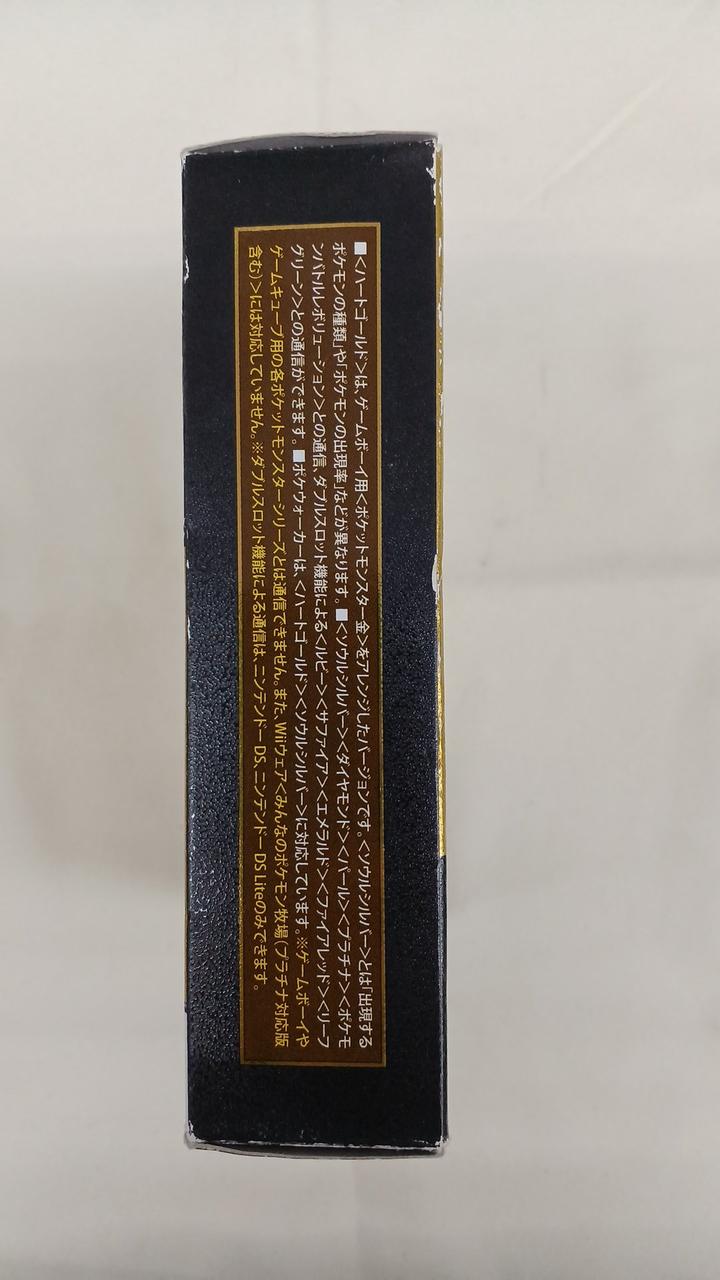 ■<ハートゴールド>は、ゲームボーイ用<ポケットモンスター金>をアレンジしたバージョンです。<ソウルシルバー>とは「出現する
ポケモンの種類」や「ポケモンの出現率」などが異なります。■<ソウルシルバー><ダイヤモンド><パール><プラチナ><ポケモ
ンバトルレボリューション>との通信、ダブルスロット機能による<ルビー><サファイア><エメラルド><ファイアレッド><リーフ
グリーン>との通信ができます。■ポケウォーカーは、<ハートゴールド><ソウルシルバー>に対応しています。※ゲームボーイや
ゲームキューブ用の各ポケットモンスターシリーズとは通信できません。また、Wiiウェア<みんなのポケモン牧場(プラチナ対応版
含む)>には対応していません。※ダブルスロット機能による通信は、ニンテンドーDS、ニンテンドーDS Liteのみできます。